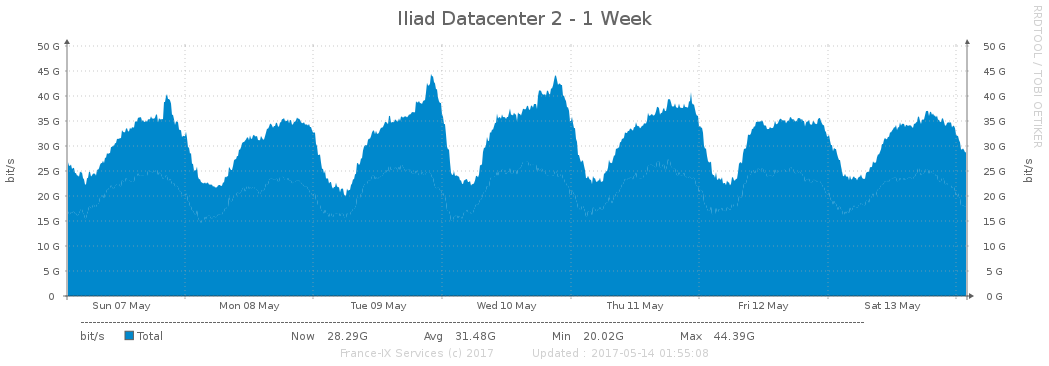 Iliad Datacenter 2 - 1 Week
RRDTOOL / TOBI OETIKER
bit/s
50 G 50 G
45 G 45 G
40 G 40 G
35 G 35 G
30 G 30 G
25 G 25 G
20 G 20 G
15 G 15 G
10 G 10 G
5 G 5 G
0 0 G
bit/s
Sun 07 May Mon 08 May Tue 09 May Wed 10 May Thu 11 May Fri 12 May Sat 13 May
bit/s Total Now 28.29G Avg 31.48G Min 20.02G Max 44.39G
France-IX Services (c) 2017 Updated : 2017-05-14 01:55:08